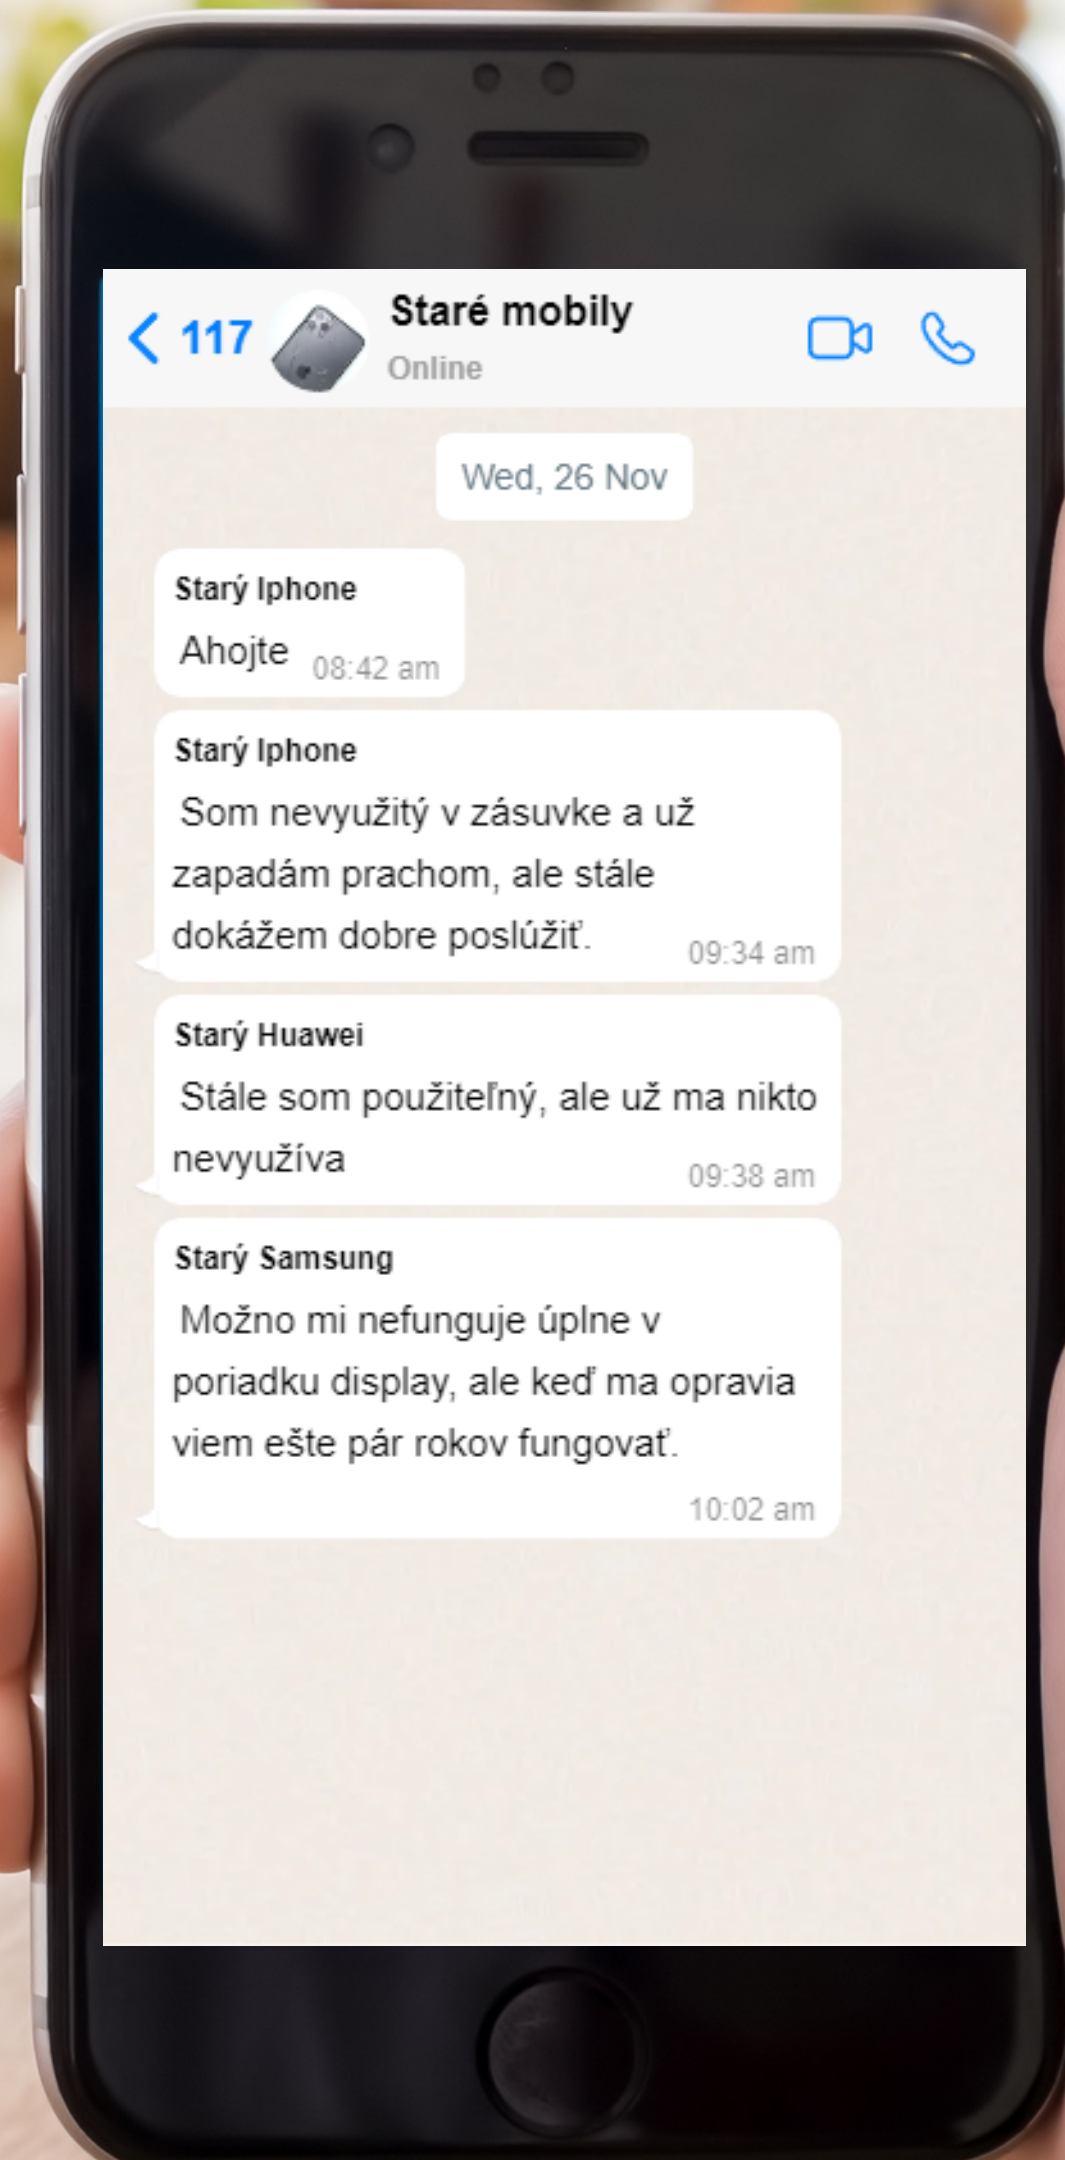 117
Staré mobily
Online
Wed, 26 Nov
Starý Iphone
Ahojte 08:42 am
Starý Iphone
Som nevyužitý v zásuvke a už
zapadám prachom, ale stále
dokážem dobre poslúžiť.
09:34 am
Starý Huawei
Stále som použiteľný, ale už ma nikto
nevyužíva
09:38 am
Starý Samsung
Možno mi nefunguje úplne v
poriadku display, ale keď ma opravia
viem ešte pár rokov fungovať.
10:02 am